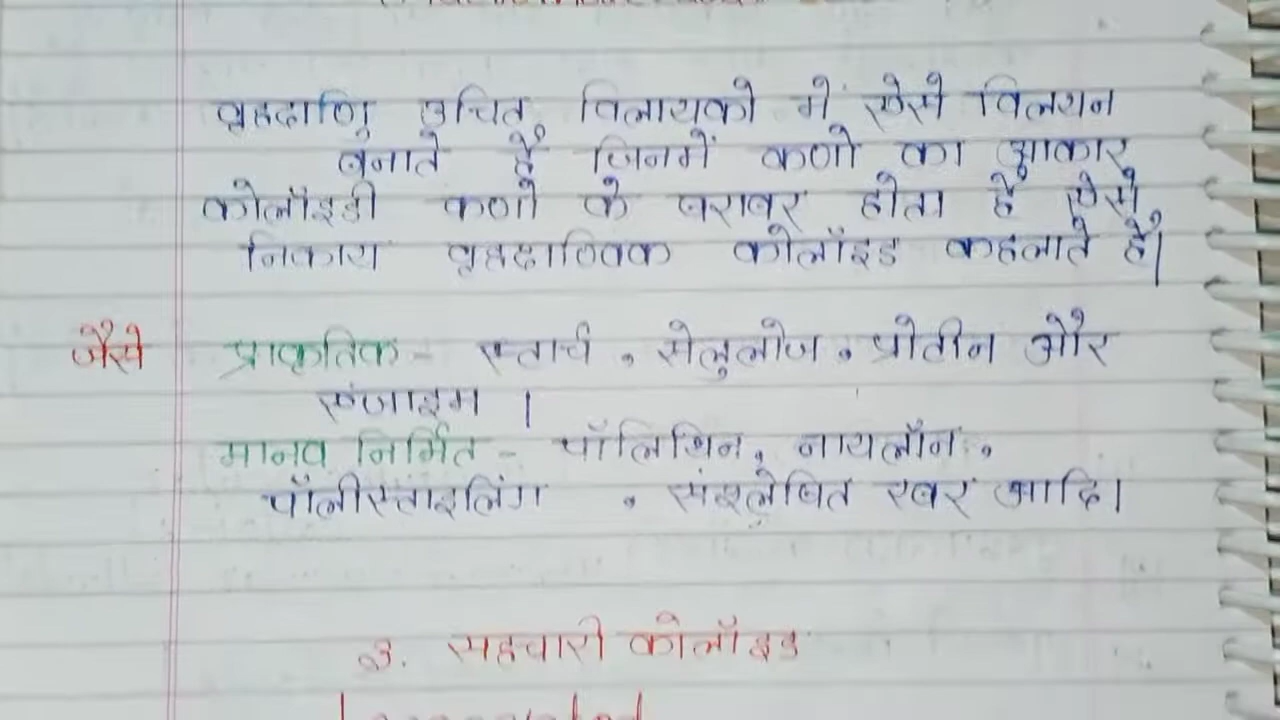 वृहदाणु उचित विलायको में ऐसे विलयन
बनाते है जिनमें कणो का आकार
कोलॉइडी कणो के बराबर होता है ऐसे
निकाय वृहदाण्विक कोलॉइड कहलाते हैं।
जैसे प्राकृतिक - स्तार्च , सेलुलोज , प्रोतीन और
एंजाइम ।
मानव निर्मित - पॉलिथिन, नायलॉन ,
पॉलीस्ताइलिंग , संश्लेषित रबर आदि।
3. सहचारी कोलॉइड